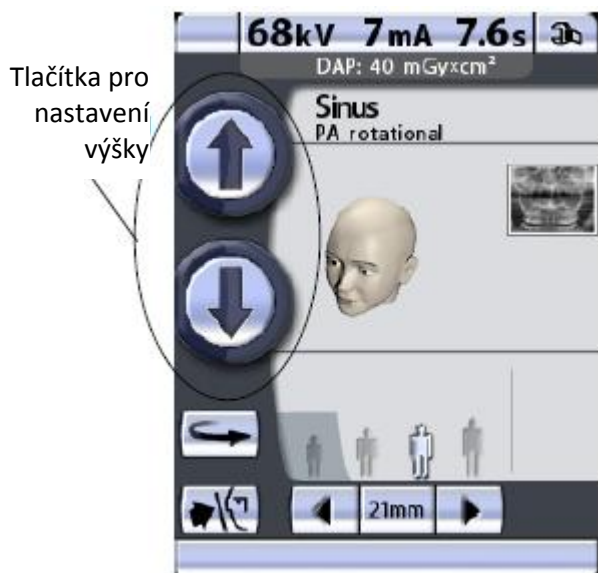 Tlačítka pro
nastavení
výšky
68kV 7mA 7.6s
DAP: 40 mGyxcm²
Sinus
PA rotational
21mm